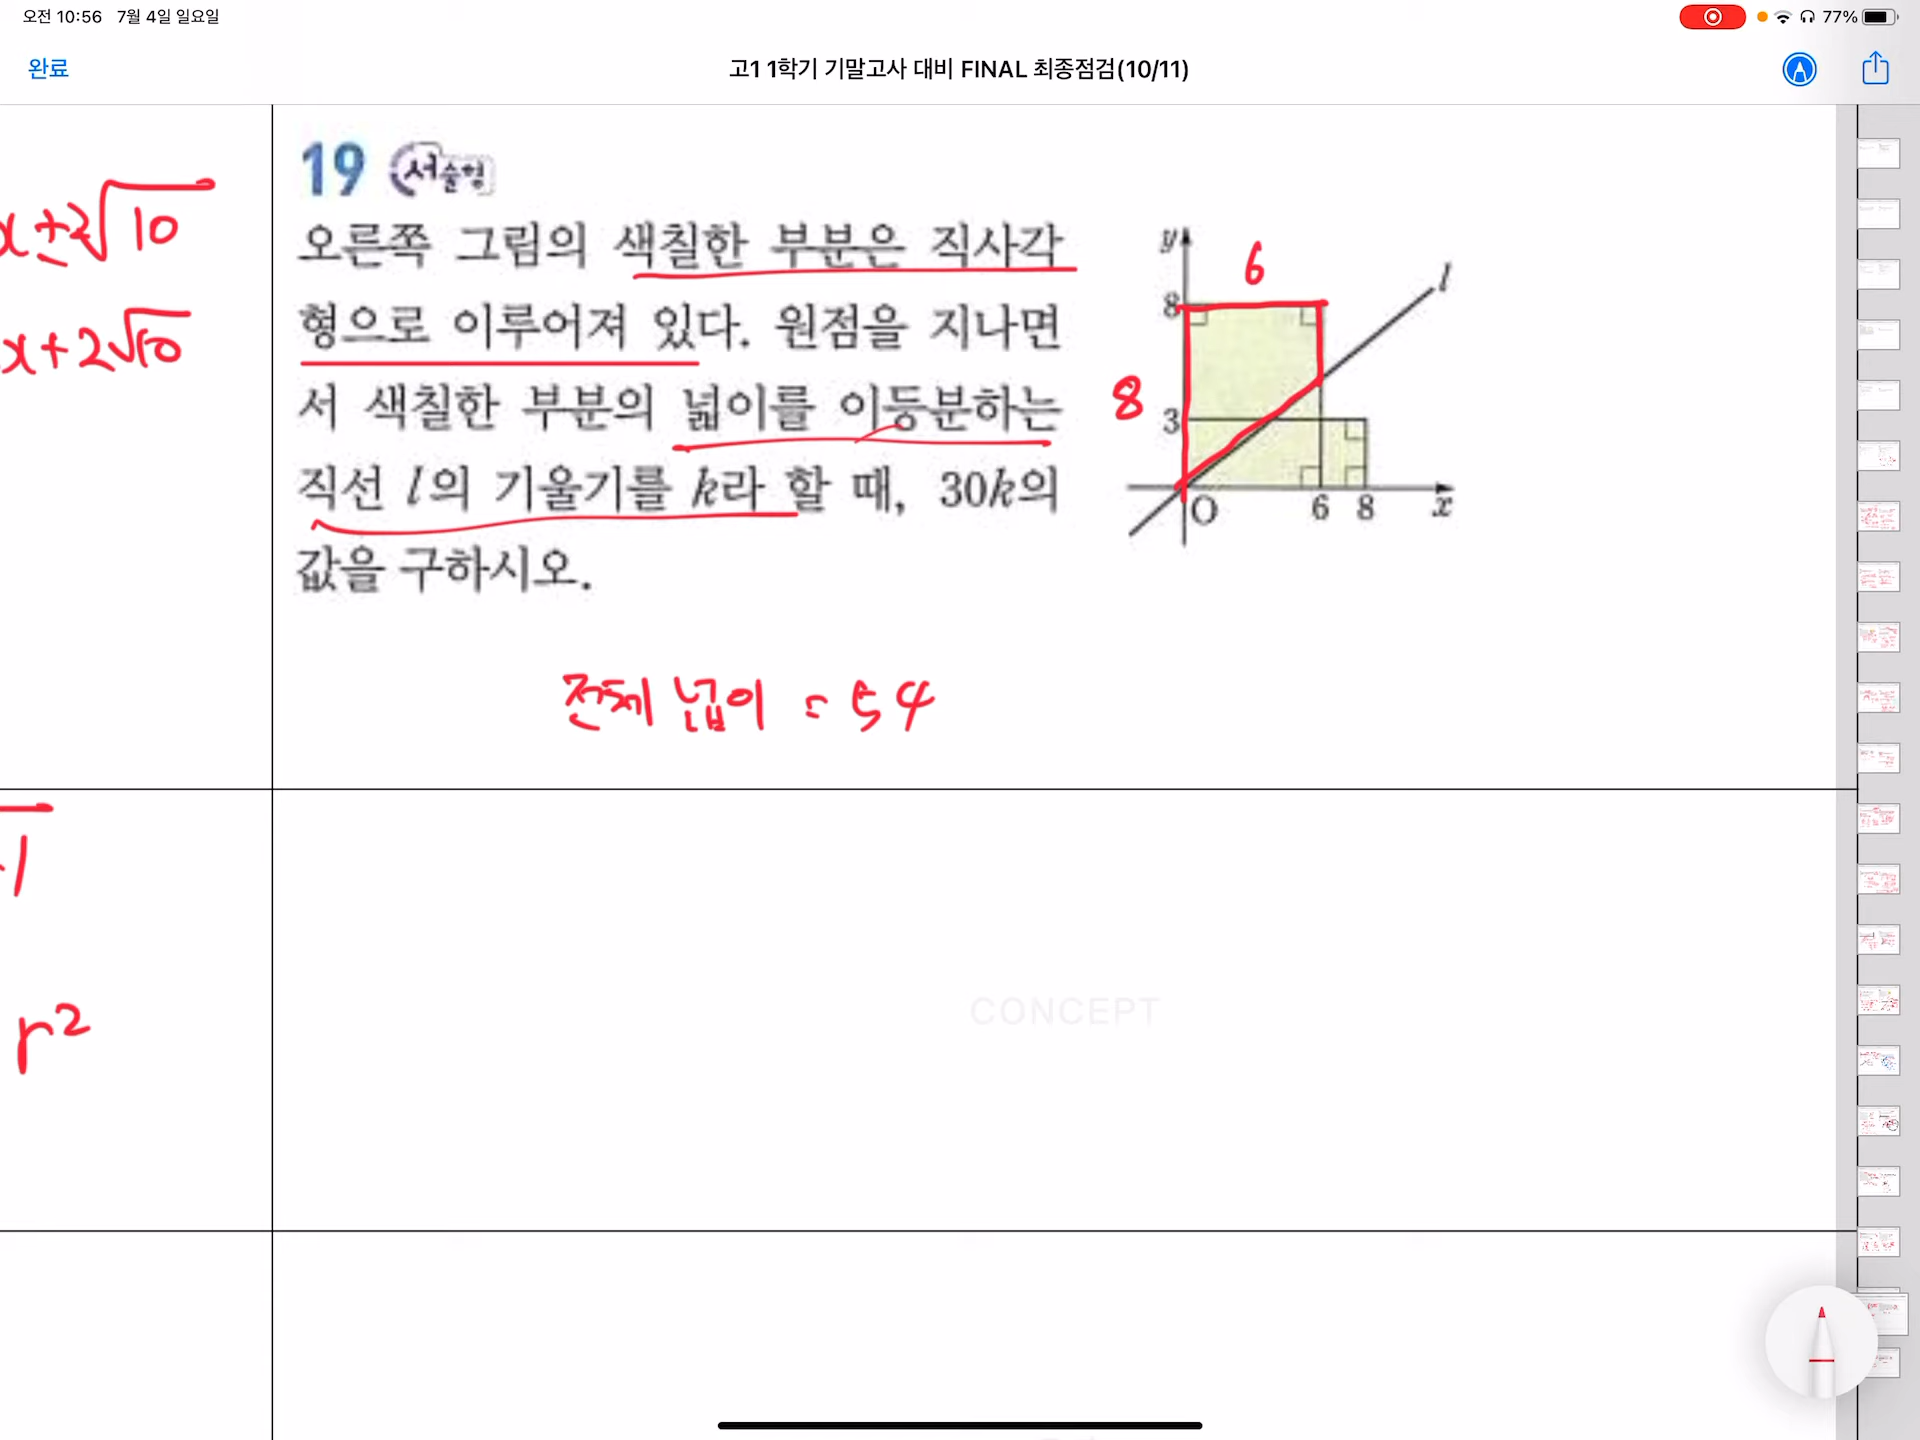 오전 10:56 7월 4일 일요일
77%
완료
고1 1학기 기말고사 대비 FINAL 최종점검(10/11)
x±2√10
x+2√10
-1
r²
19 서술형
오른쪽 그림의 색칠한 부분은 직사각
형으로 이루어져 있다. 원점을 지나면
서 색칠한 부분의 넓이를 이등분하는
직선 l의 기울기를 k라 할 때, 30k의
값을 구하시오.
y
6
l
8
8
3
O
6 8 x
전체 넓이 = 54
CONCEPT